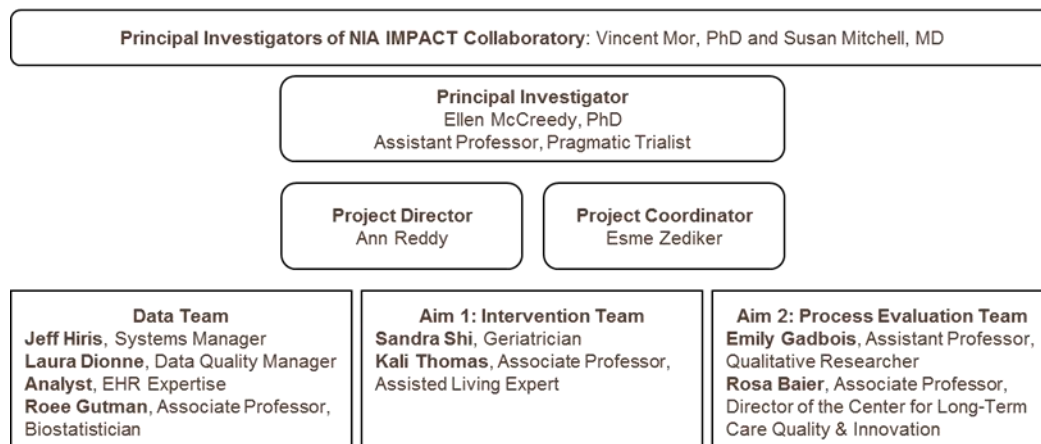 Principal Investigators of NIA IMPACT Collaboratory: Vincent Mor, PhD and Susan Mitchell, MD
Principal Investigator
Ellen McCreedy, PhD
Assistant Professor, Pragmatic Trialist
Project Director
Ann Reddy
Project Coordinator
Esme Zediker
Data Team
Jeff Hiris, Systems Manager
Laura Dionne, Data Quality Manager
Analyst, EHR Expertise
Roee Gutman, Associate Professor,
Biostatistician
Aim 1: Intervention Team
Sandra Shi, Geriatrician
Kali Thomas, Associate Professor,
Assisted Living Expert
Aim 2: Process Evaluation Team
Emily Gadbois, Assistant Professor,
Qualitative Researcher
Rosa Baier, Associate Professor,
Director of the Center for Long-Term
Care Quality & Innovation